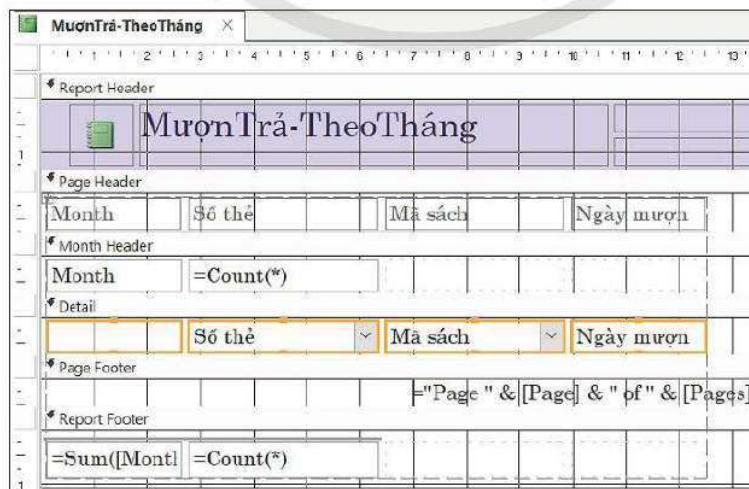 MượnTrả-TheoTháng ×
1 2 3 4 5 6 7 8 9 10 11 12 13
Report Header
MượnTrả-TheoTháng
1
Page Header
Month Số thẻ Mã sách Ngày mượn
Month Header
Month =Count(*)
Detail
Số thẻ Mã sách Ngày mượn
Page Footer
="Page " & [Page] & " of " & [Pages]
Report Footer
=Sum([Montl =Count(*)
1